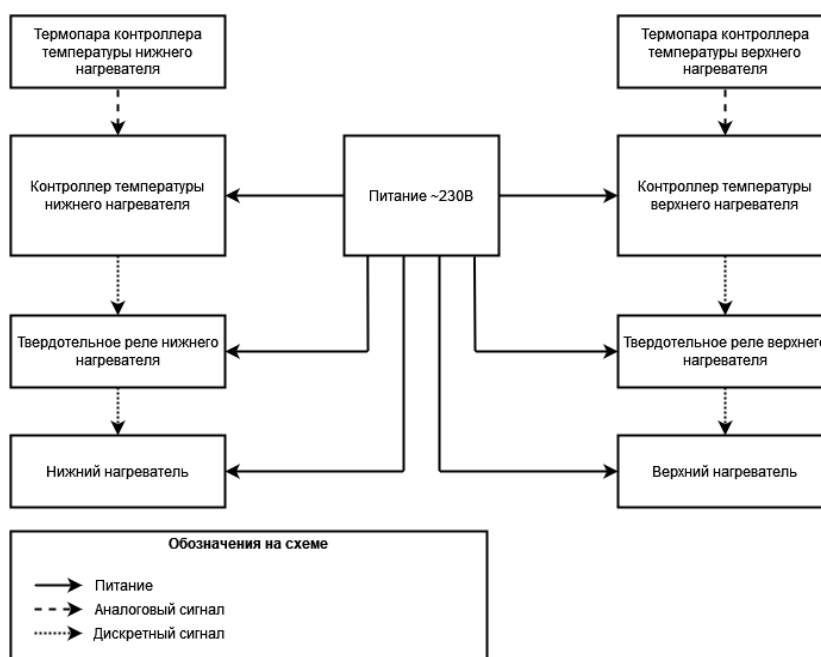 Термопара контроллера
температуры нижнего
нагревателя
Термопара контроллера
температуры верхнего
нагревателя
Контроллер температуры
нижнего нагревателя
Питание ~230В
Контроллер температуры
верхнего нагревателя
Твердотельное реле нижнего
нагревателя
Твердотельное реле верхнего
нагревателя
Нижний нагреватель
Верхний нагреватель
Обозначения на схеме
Питание
Аналоговый сигнал
Дискретный сигнал